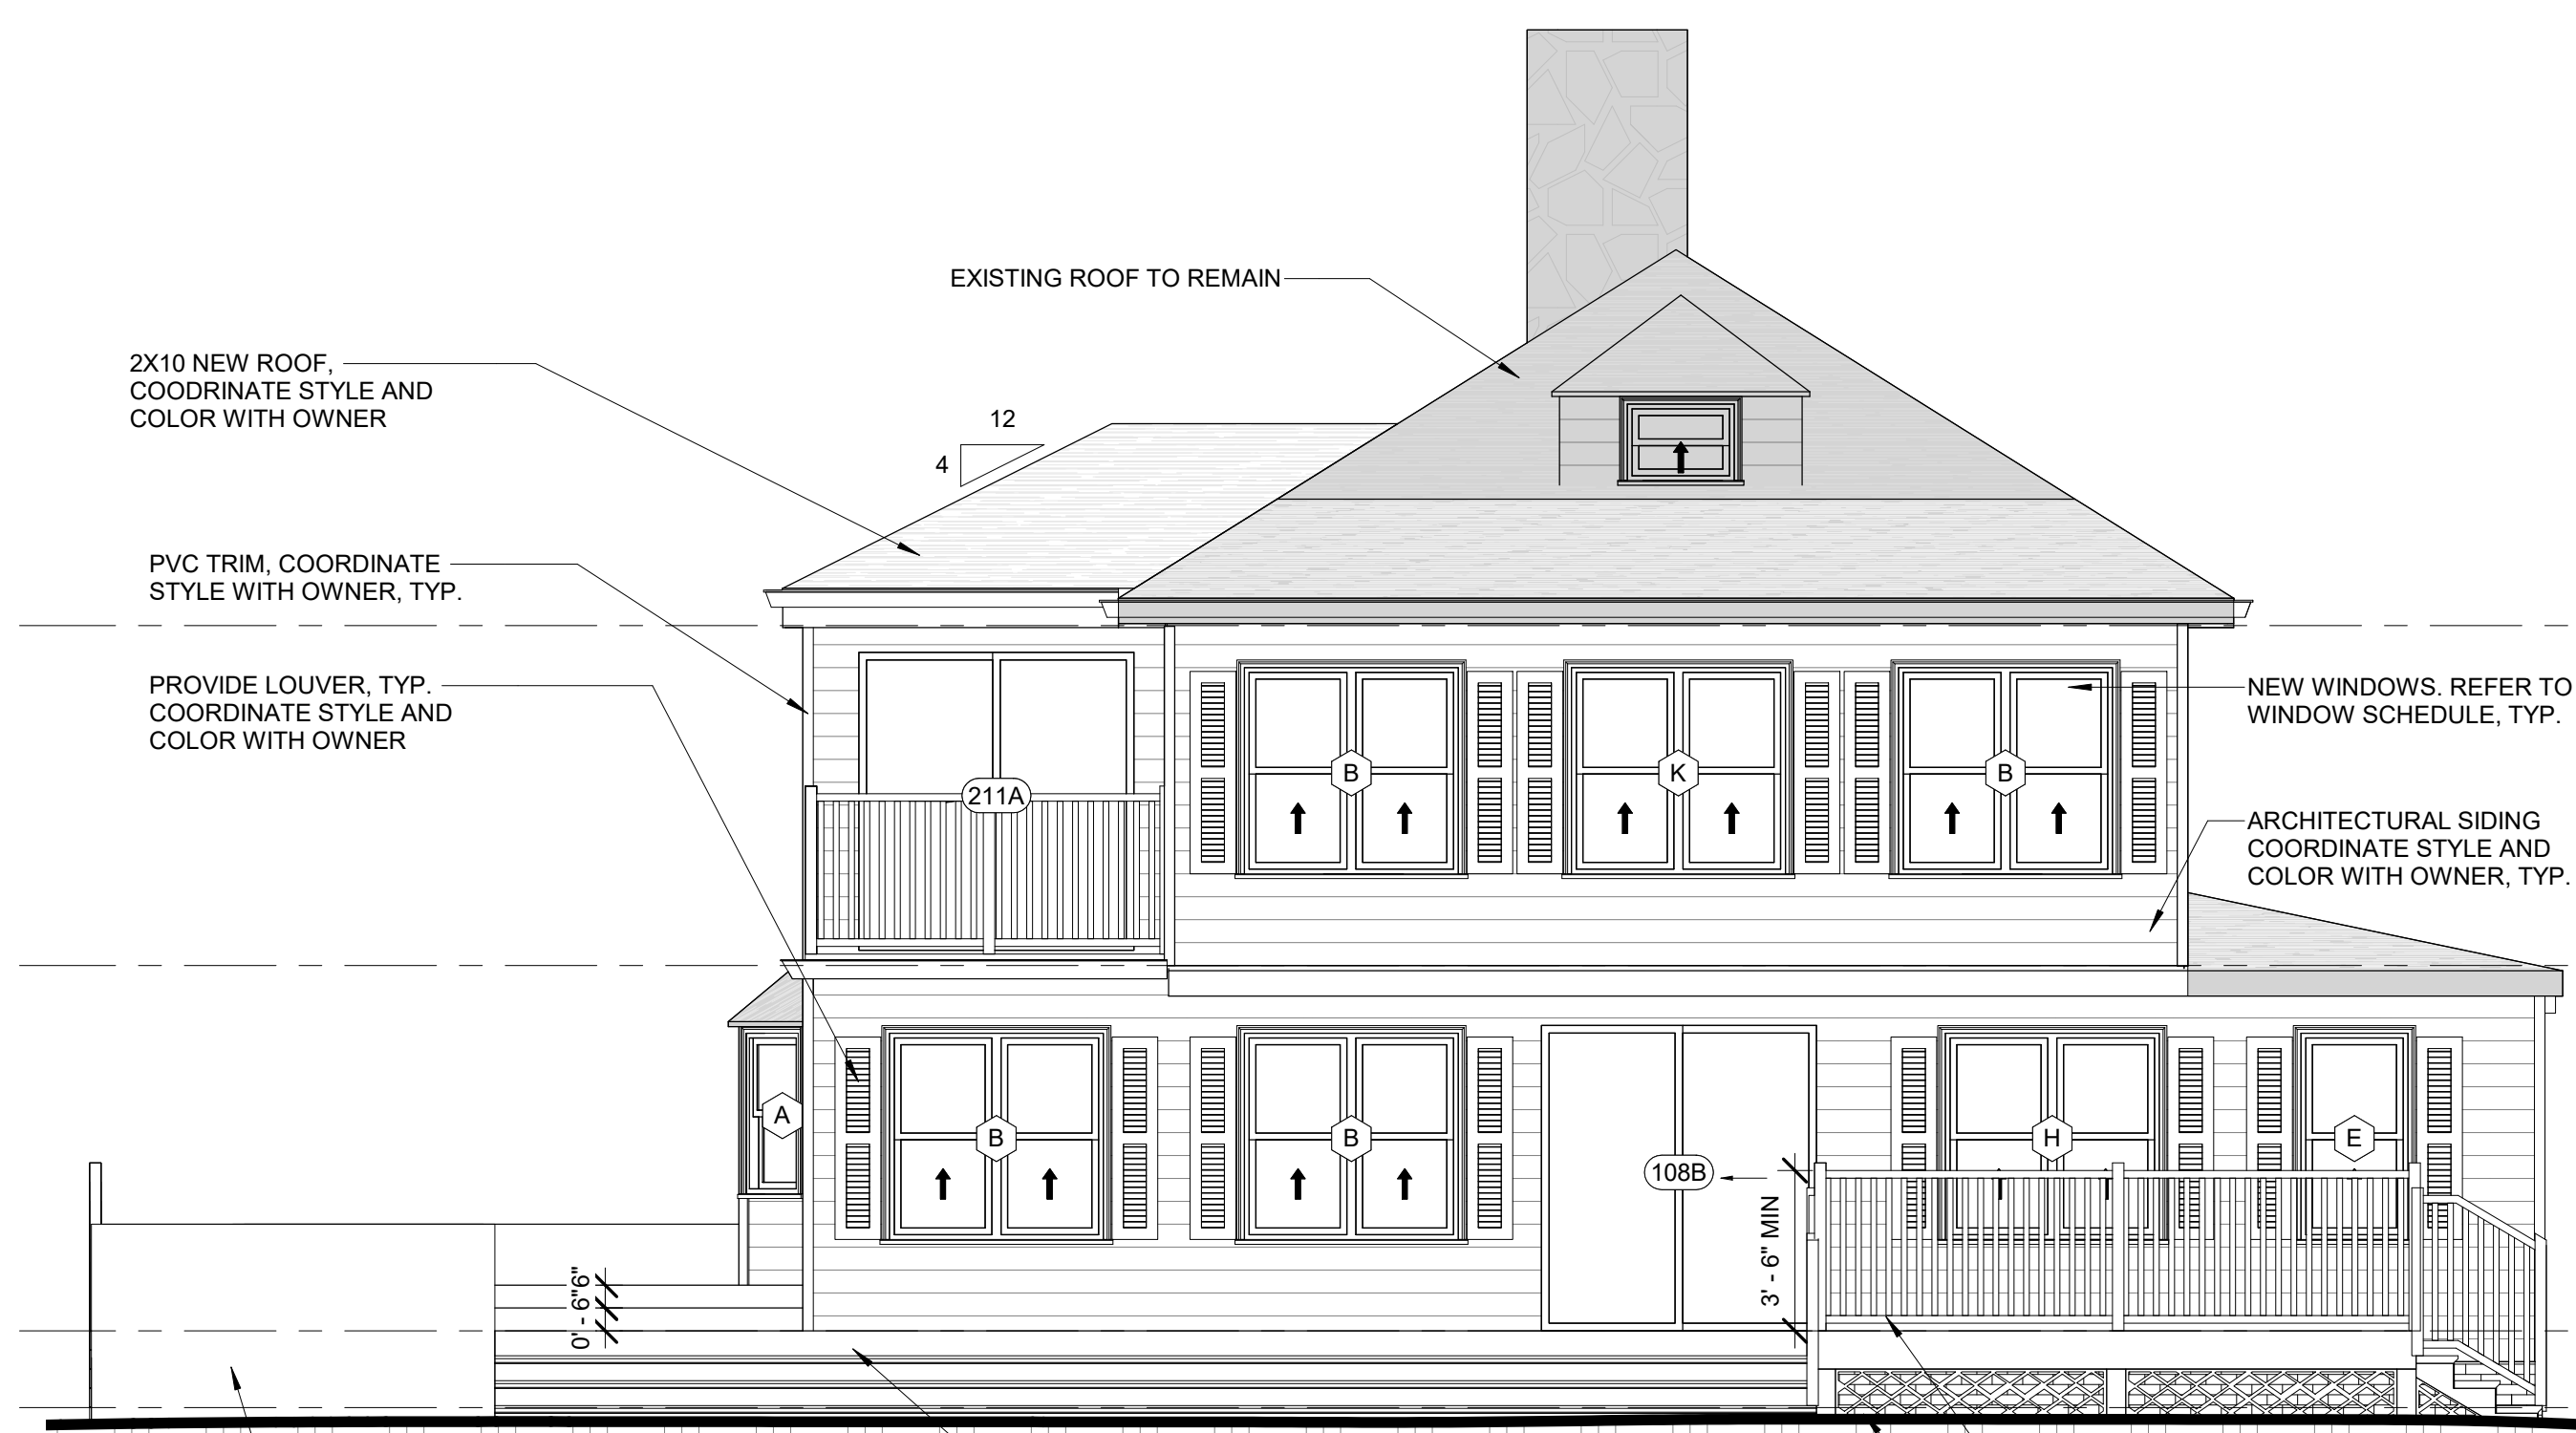 EXISTING ROOF TO REMAIN
2X10 NEW ROOF,
COODRINATE STYLE AND
COLOR WITH OWNER
12
4
PVC TRIM, COORDINATE
STYLE WITH OWNER, TYP.
PROVIDE LOUVER, TYP.
COORDINATE STYLE AND
COLOR WITH OWNER
NEW WINDOWS. REFER TO
WINDOW SCHEDULE, TYP.
ARCHITECTURAL SIDING
COORDINATE STYLE AND
COLOR WITH OWNER, TYP.
211A
B
K
B
A
B
B
108B
H
E
3' - 6" MIN
0' - 6"6"